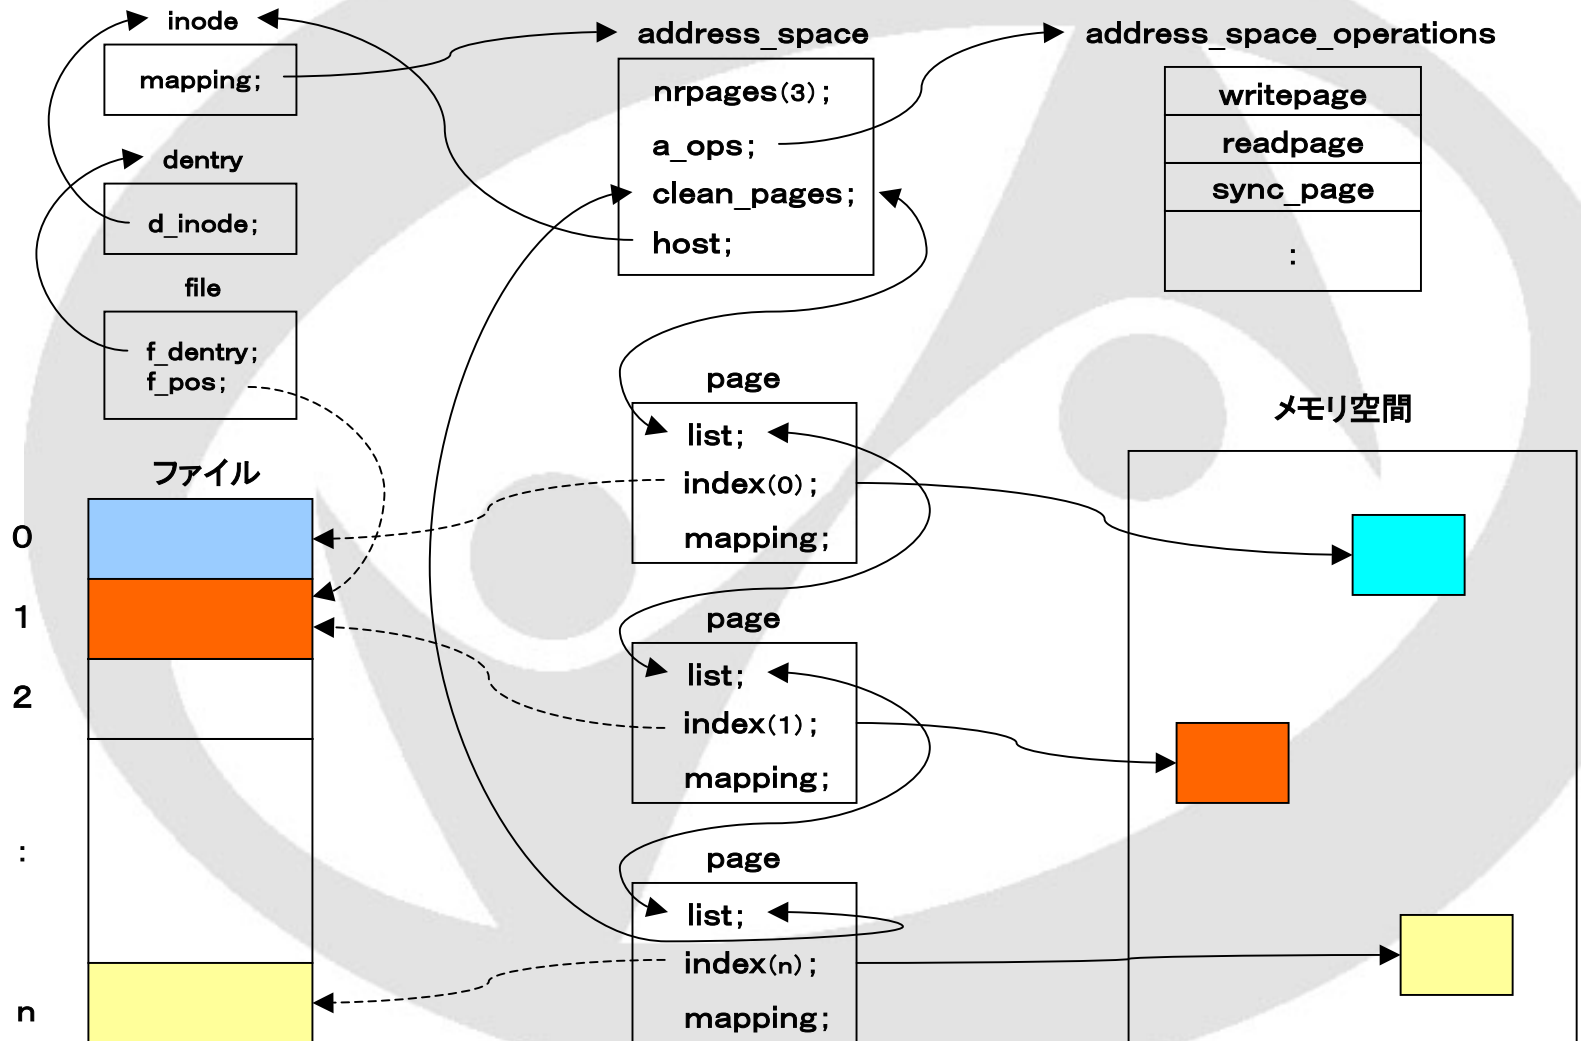 inode
mapping;
dentry
d_inode;
file
f_dentry;
f_pos;
ファイル
0
1
2
:
n
address_space
nrpages(3);
a_ops;
clean_pages;
host;
page
list;
index(0);
mapping;
page
list;
index(1);
mapping;
page
list;
index(n);
mapping;
address_space_operations
writepage
readpage
sync_page
:
メモリ空間